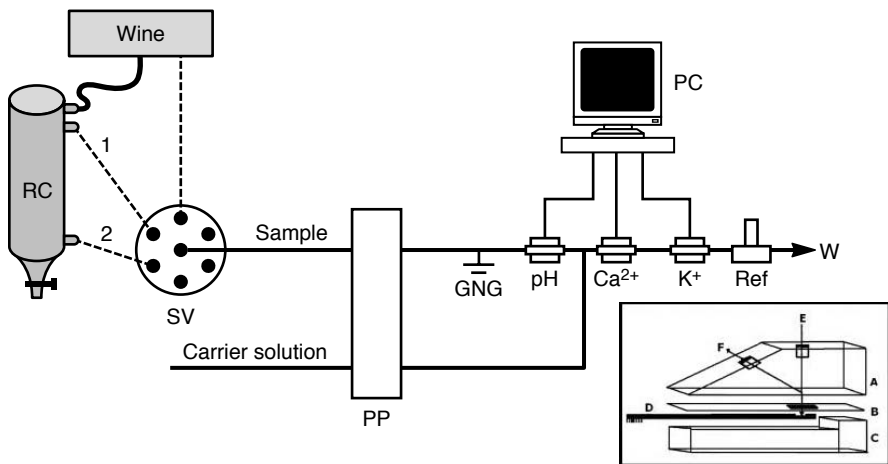 Wine
PC
1
RC
2
Sample
W
GNG
pH
Ca2+
K+
Ref
SV
Carrier solution
PP
E
F
A
B
D
C